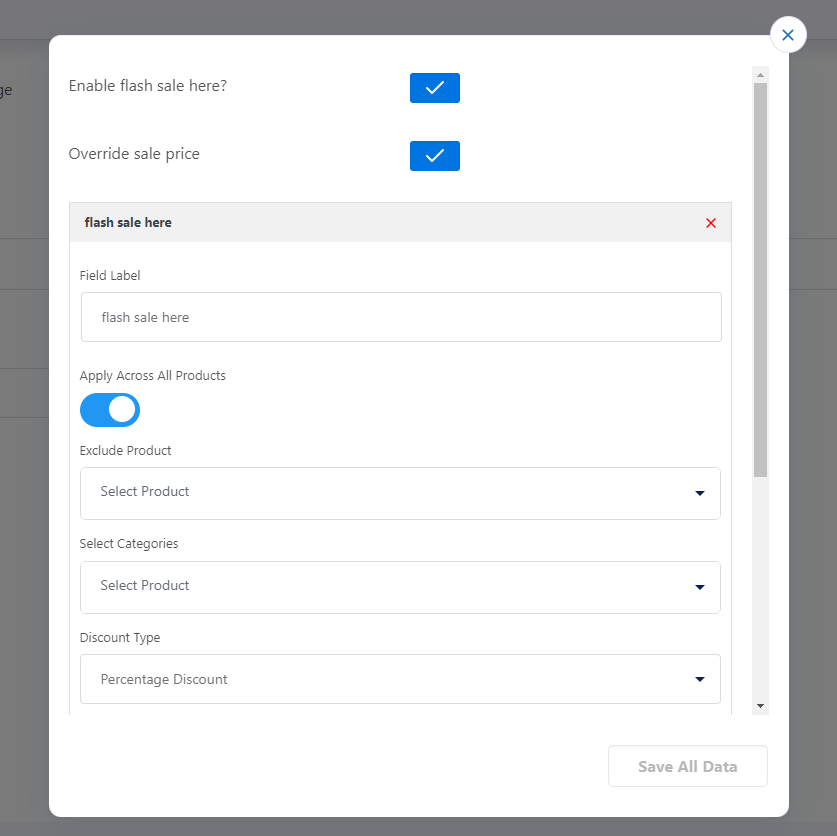 ge
Enable flash sale here?
Override sale price
flash sale here
Field Label
flash sale here
Apply Across All Products
Exclude Product
Select Product
Select Categories
Select Product
Discount Type
Percentage Discount
Save All Data